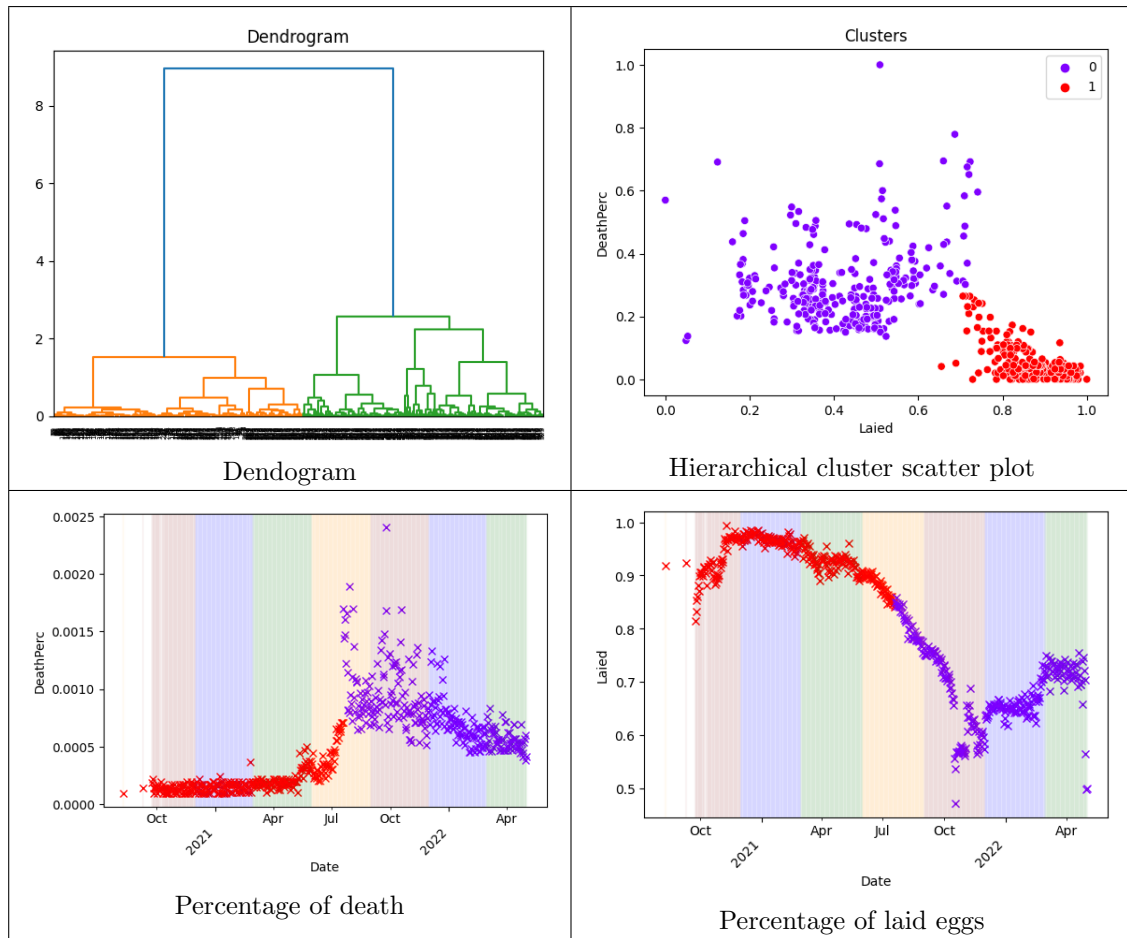 Dendrogram
8
6
4
2
0
Dendogram
Clusters
0
1
1.0
0.8
0.6
0.4
0.2
0.0
DeathPerc
0.0 0.2 0.4 0.6 0.8 1.0
Laied
Hierarchical cluster scatter plot
0.0025
0.0020
0.0015
0.0010
0.0005
0.0000
DeathPerc
Oct 2021 Apr Jul Oct 2022 Apr
Date
Percentage of death
1.0
0.9
0.8
0.7
0.6
0.5
Laied
Oct 2021 Apr Jul Oct 2022 Apr
Date
Percentage of laid eggs